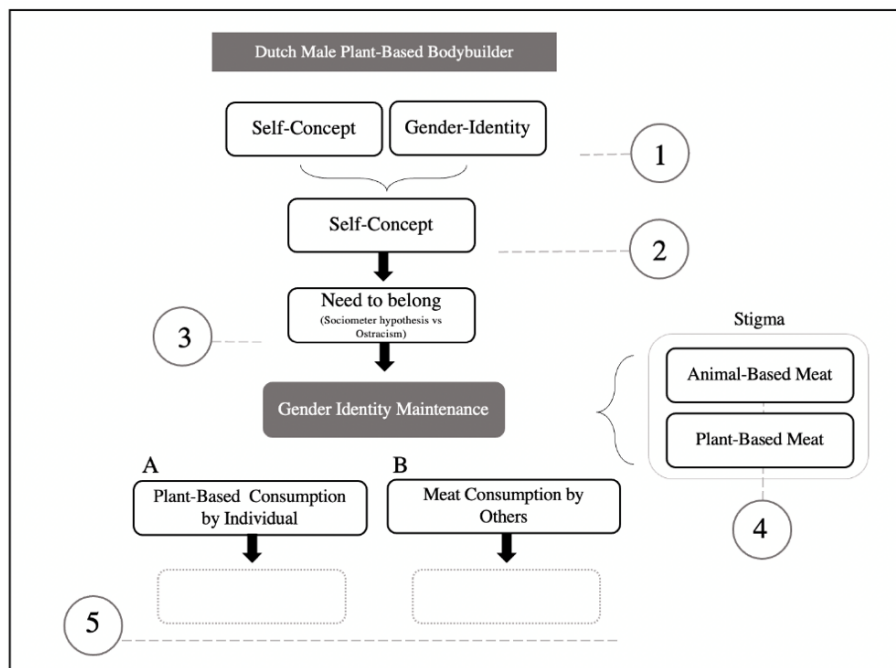 Dutch Male Plant-Based Bodybuilder
Self-Concept
Gender-Identity
1
Self-Concept
2
Need to belong
(Sociometer hypothesis vs
Ostracism)
3
Stigma
Animal-Based Meat
Gender Identity Maintenance
Plant-Based Meat
A
B
Plant-Based Consumption
by Individual
Meat Consumption by
Others
4
5